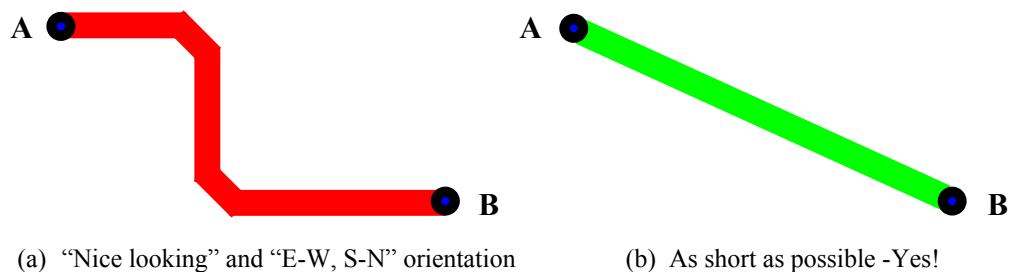 A
A
B
B
(a) “Nice looking” and “E-W, S-N” orientation
(b) As short as possible -Yes!